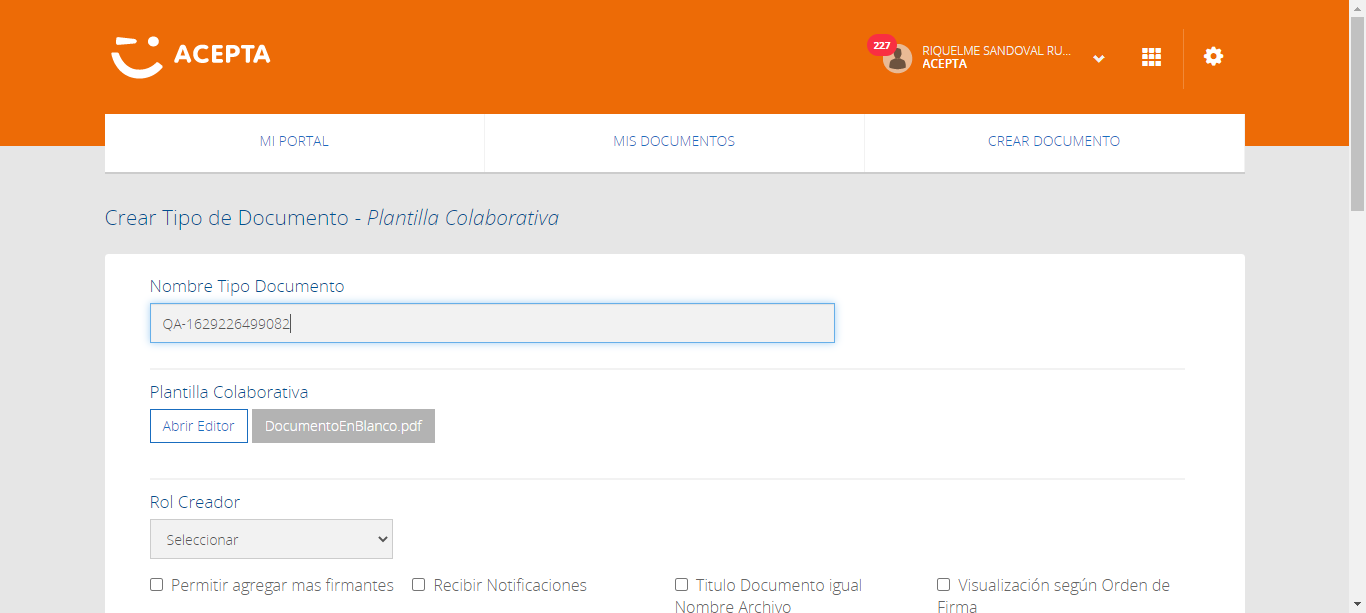 ACEPTA
227
RIQUELME SANDOVAL RU...
ACEPTA
MI PORTAL
MIS DOCUMENTOS
CREAR DOCUMENTO
Crear Tipo de Documento - Plantilla Colaborativa
Nombre Tipo Documento
QA-1629226499082
Plantilla Colaborativa
Abrir Editor
DocumentoEnBlanco.pdf
Rol Creador
Seleccionar
Permitir agregar mas firmantes
Recibir Notificaciones
Titulo Documento igual
Nombre Archivo
Visualización según Orden de
Firma